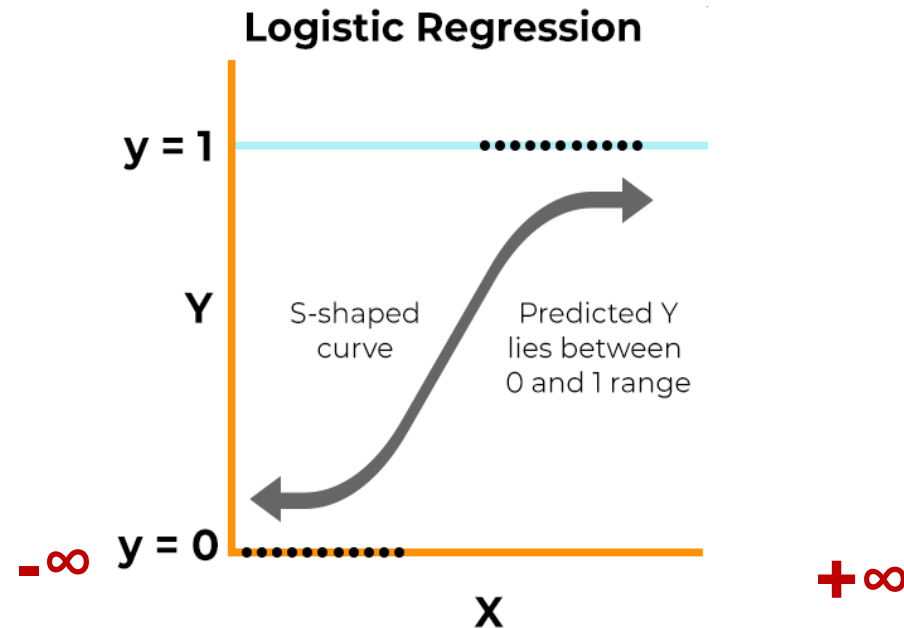 Logistic Regression
y = 1
Y
S-shaped
curve
Predicted Y
lies between
0 and 1 range
y = 0
-∞
+∞
X